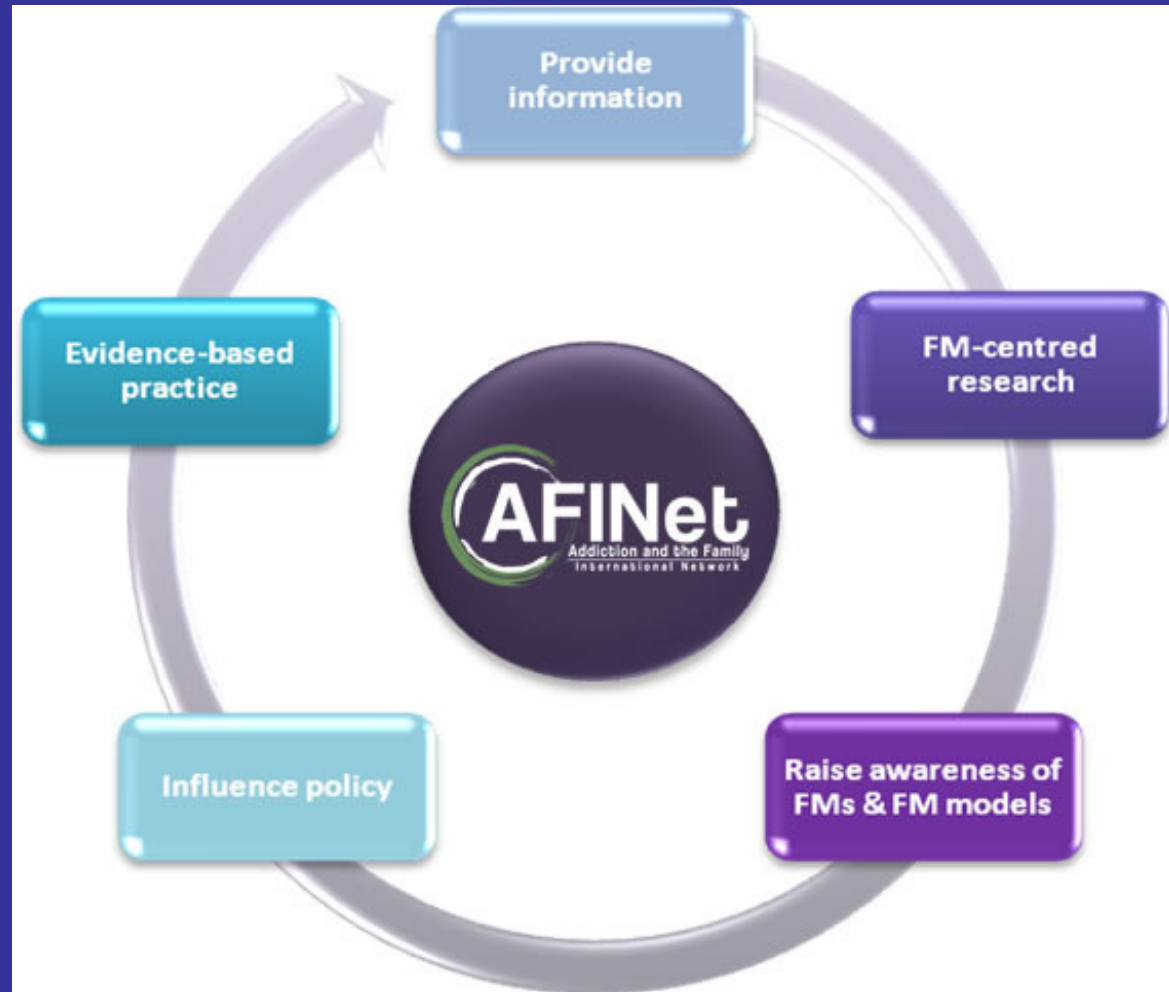 Provide
information
FM-centred
research
Raise awareness of
FMs & FM models
Influence policy
Evidence-based
practice
AFINet
Addiction and the Family
International Network